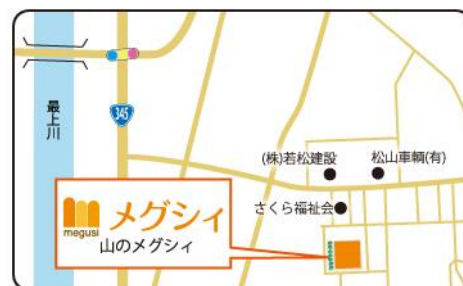 最上川
345
(株)若松建設
松山車輌(有)
さくら福祉会
megusi
メグシィ
山のメグシィ